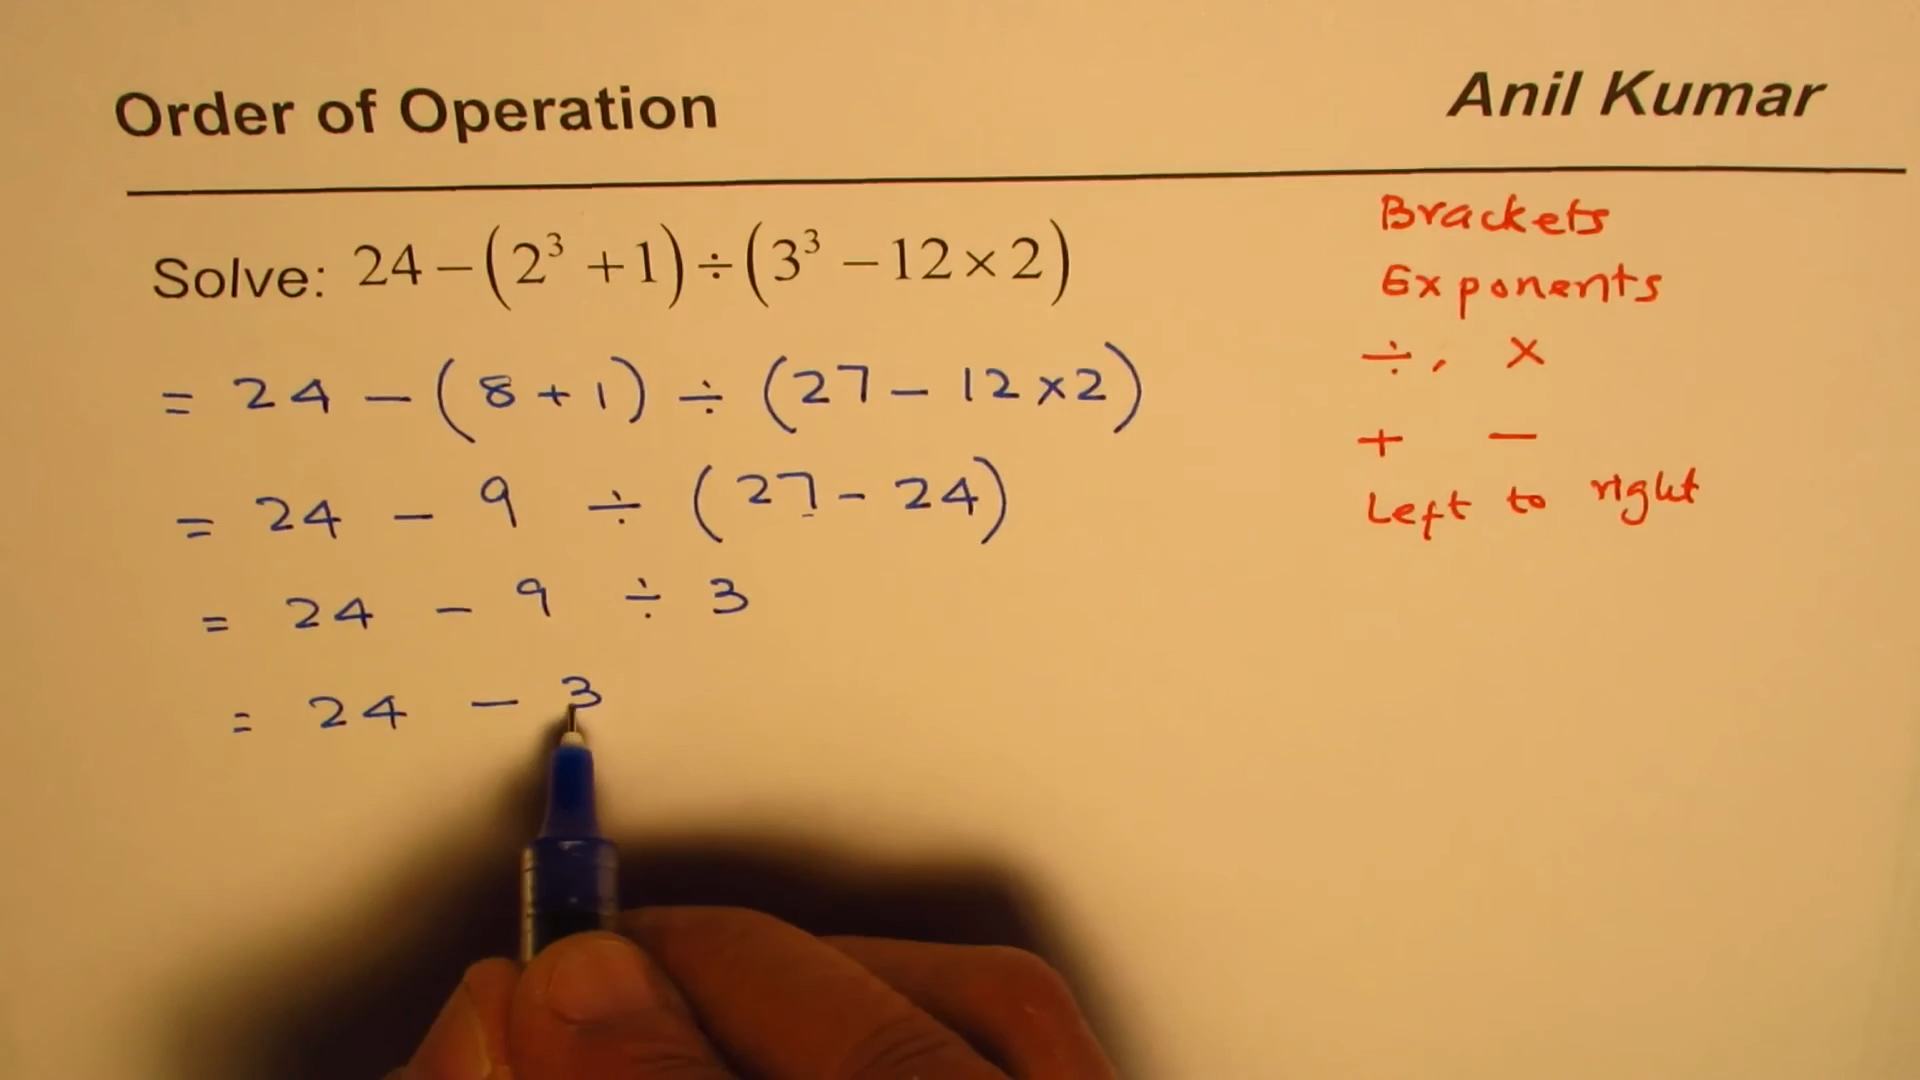 Order of Operation
Anil Kumar
Solve: 24 − (2³ + 1) ÷ (3³ − 12 × 2)
= 24 − (8 + 1) ÷ (27 − 12 × 2)
= 24 − 9 ÷ (27 − 24)
= 24 − 9 ÷ 3
= 24 − 3
Brackets
Exponents
÷, ×
+ −
Left to right